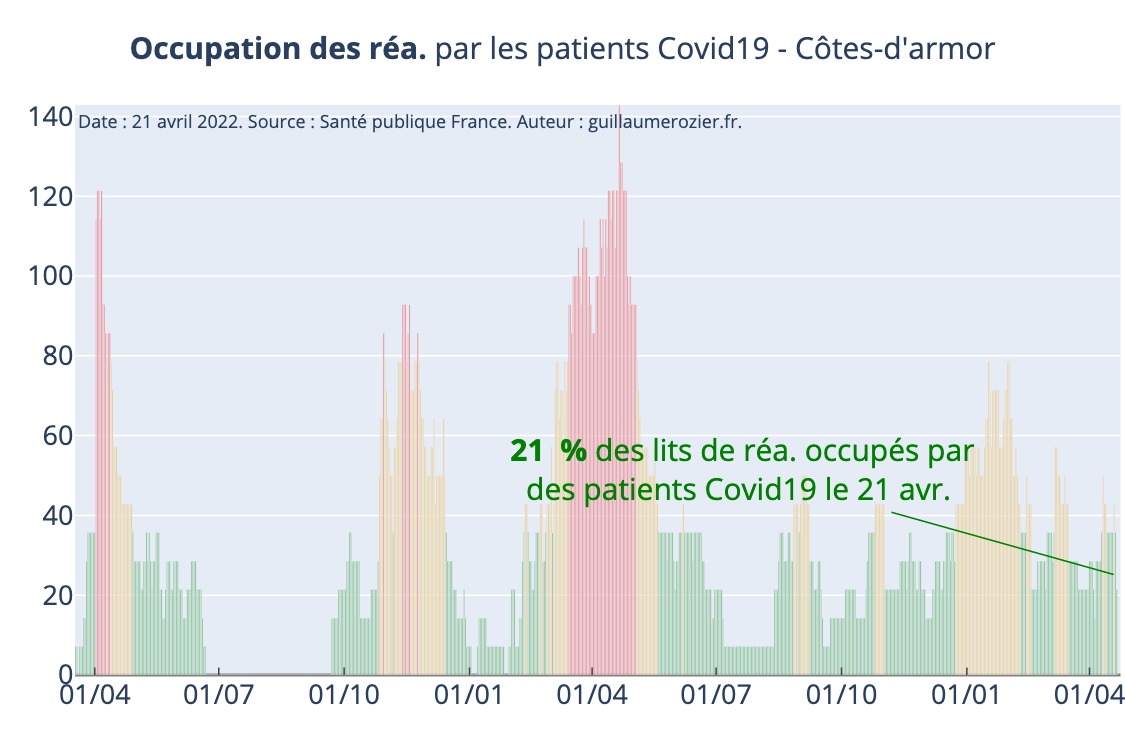 Occupation des réa. par les patients Covid19 - Côtes-d'armor
140
Date : 21 avril 2022. Source : Santé publique France. Auteur : guillaumerozier.fr.
120
100
80
60
21 % des lits de réa. occupés par
des patients Covid19 le 21 avr.
40
20
0
01/04 01/07 01/10 01/01 01/04 01/07 01/10 01/01 01/04